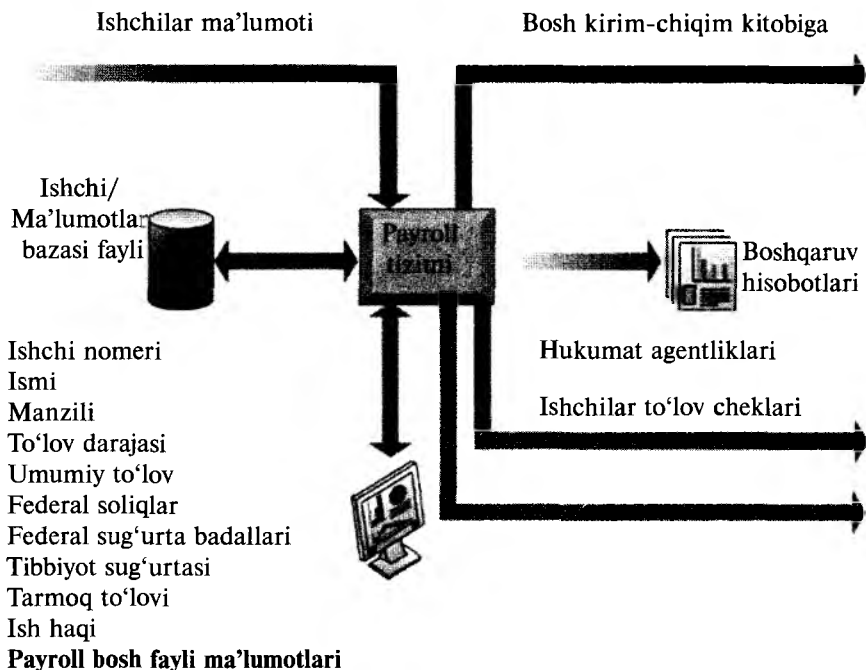 Ishchilar ma’lumoti
Bosh kirim-chiqim kitobiga
Ishchi/
Ma’lumotlar
bazasi fayli
Payroll
tizimi
Boshqaruv
hisobotlari
Hukumat agentliklari
Ishchilar to‘lov cheklari
Ishchi nomeri
Ismi
Manzili
To‘lov darajasi
Umumiy to‘lov
Federal soliqlar
Federal sug‘urta badallari
Tibbiyot sug‘urtasi
Tarmoq to‘lovi
Ish haqi
Payroll bosh fayli ma’lumotlari